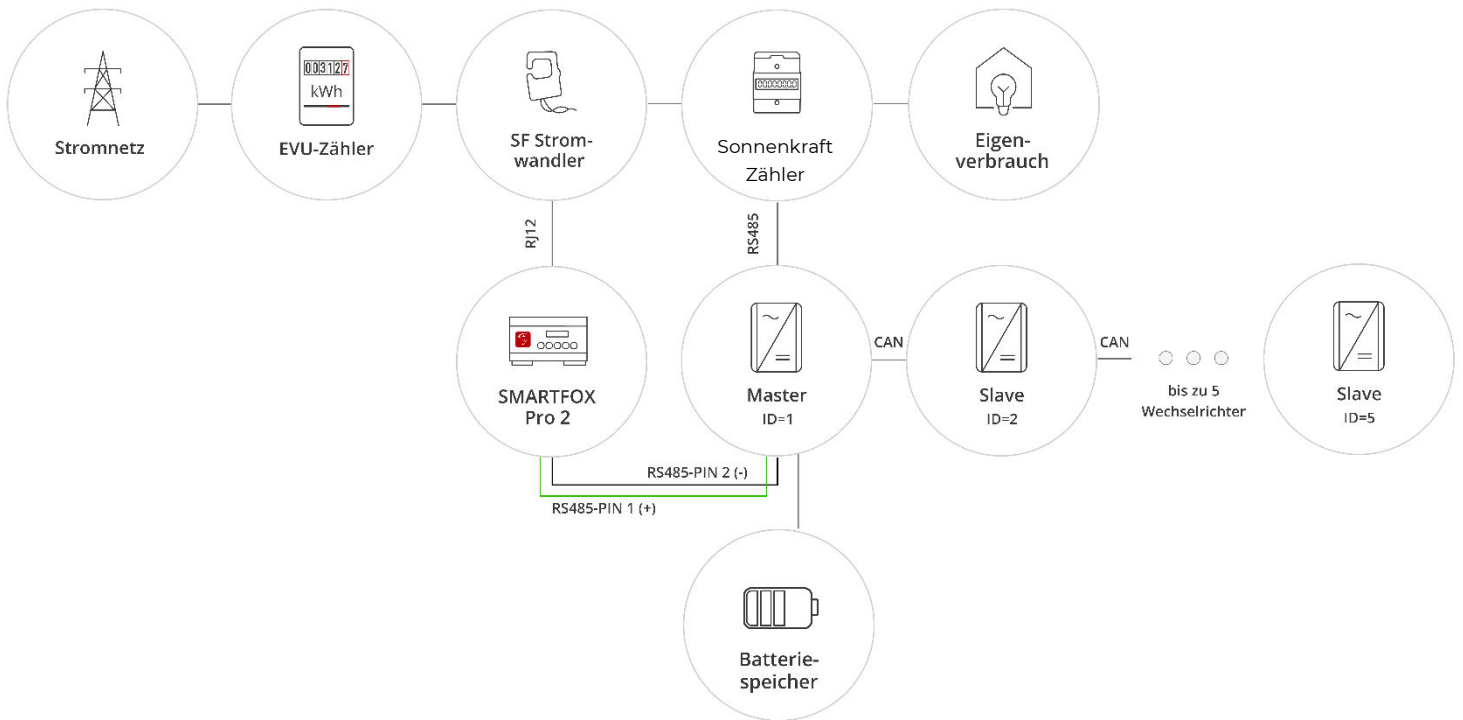 003127
kWh
00000000
Stromnetz
EVU-Zähler
SF Strom-
wandler
Sonnenkraft
Zähler
Eigen-
verbrauch
RJ12
RS485
SMARTFOX
Pro 2
Master
ID=1
CAN
Slave
ID=2
CAN
bis zu 5
Wechselrichter
Slave
ID=5
RS485-PIN 2 (-)
RS485-PIN 1 (+)
Batterie-
speicher